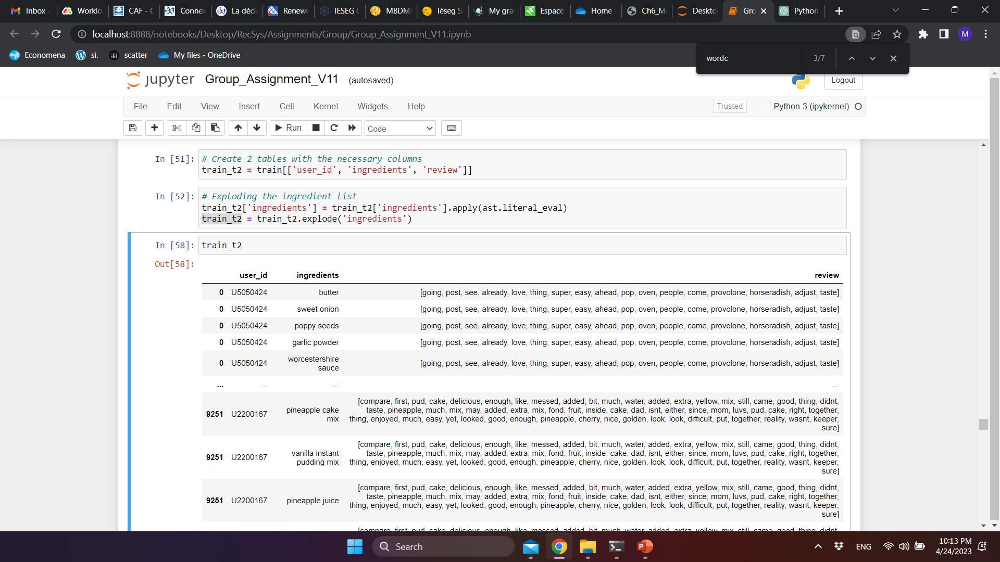 Inbox -
Worklo
CAF - C
Connex
La décl
Renewi
IESEG C
MBDM
Iéseg S
My gra
Espace
Home -
Ch6_M
Deskto
Gro
Python
localhost:8888/notebooks/Desktop/RecSys/Assignments/Group/Group_Assignment_V11.ipynb
M
Economena
si.
scatter
My files - OneDrive
wordc
3/7
jupyter Group_Assignment_V11 (autosaved)
Logout
File Edit View Insert Cell Kernel Widgets Help
Trusted
Python 3 (ipykernel)
Run
Code
In [51]: # Create 2 tables with the necessary columns
train_t2 = train[['user_id', 'ingredients', 'review']]
In [52]: # Exploding the ingredient list
train_t2['ingredients'] = train_t2['ingredients'].apply(ast.literal_eval)
train_t2 = train_t2.explode('ingredients')
In [58]: train_t2
Out[58]:
user_id ingredients review
0 U5050424 butter [going, post, see, already, love, thing, super, easy, ahead, pop, oven, people, come, provolone, horseradish, adjust, taste]
0 U5050424 sweet onion [going, post, see, already, love, thing, super, easy, ahead, pop, oven, people, come, provolone, horseradish, adjust, taste]
0 U5050424 poppy seeds [going, post, see, already, love, thing, super, easy, ahead, pop, oven, people, come, provolone, horseradish, adjust, taste]
0 U5050424 garlic powder [going, post, see, already, love, thing, super, easy, ahead, pop, oven, people, come, provolone, horseradish, adjust, taste]
0 U5050424 worcestershire
sauce [going, post, see, already, love, thing, super, easy, ahead, pop, oven, people, come, provolone, horseradish, adjust, taste]
... ... ... ...
9251 U2200167 pineapple cake
mix
[compare, first, pud, cake, delicious, enough, like, messed, added, bit, much, water, added, extra, yellow, mix, still, came, good, thing, didnt,
taste, pineapple, much, mix, may, added, extra, mix, fond, fruit, inside, cake, dad, isnt, either, since, mom, luvs, pud, cake, right, together,
thing, enjoyed, much, easy, yet, looked, good, enough, pineapple, cherry, nice, golden, look, look, difficult, put, together, reality, wasnt, keeper,
sure]
9251 U2200167 vanilla instant
pudding mix
[compare, first, pud, cake, delicious, enough, like, messed, added, bit, much, water, added, extra, yellow, mix, still, came, good, thing, didnt,
taste, pineapple, much, mix, may, added, extra, mix, fond, fruit, inside, cake, dad, isnt, either, since, mom, luvs, pud, cake, right, together,
thing, enjoyed, much, easy, yet, looked, good, enough, pineapple, cherry, nice, golden, look, look, difficult, put, together, reality, wasnt, keeper,
sure]
9251 U2200167 pineapple juice
[compare, first, pud, cake, delicious, enough, like, messed, added, bit, much, water, added, extra, yellow, mix, still, came, good, thing, didnt,
taste, pineapple, much, mix, may, added, extra, mix, fond, fruit, inside, cake, dad, isnt, either, since, mom, luvs, pud, cake, right, together,
thing, enjoyed, much, easy, yet, looked, good, enough, pineapple, cherry, nice, golden, look, look, difficult, put, together, reality, wasnt, keeper,
sure]
Search
ENG
10:13 PM
4/24/2023